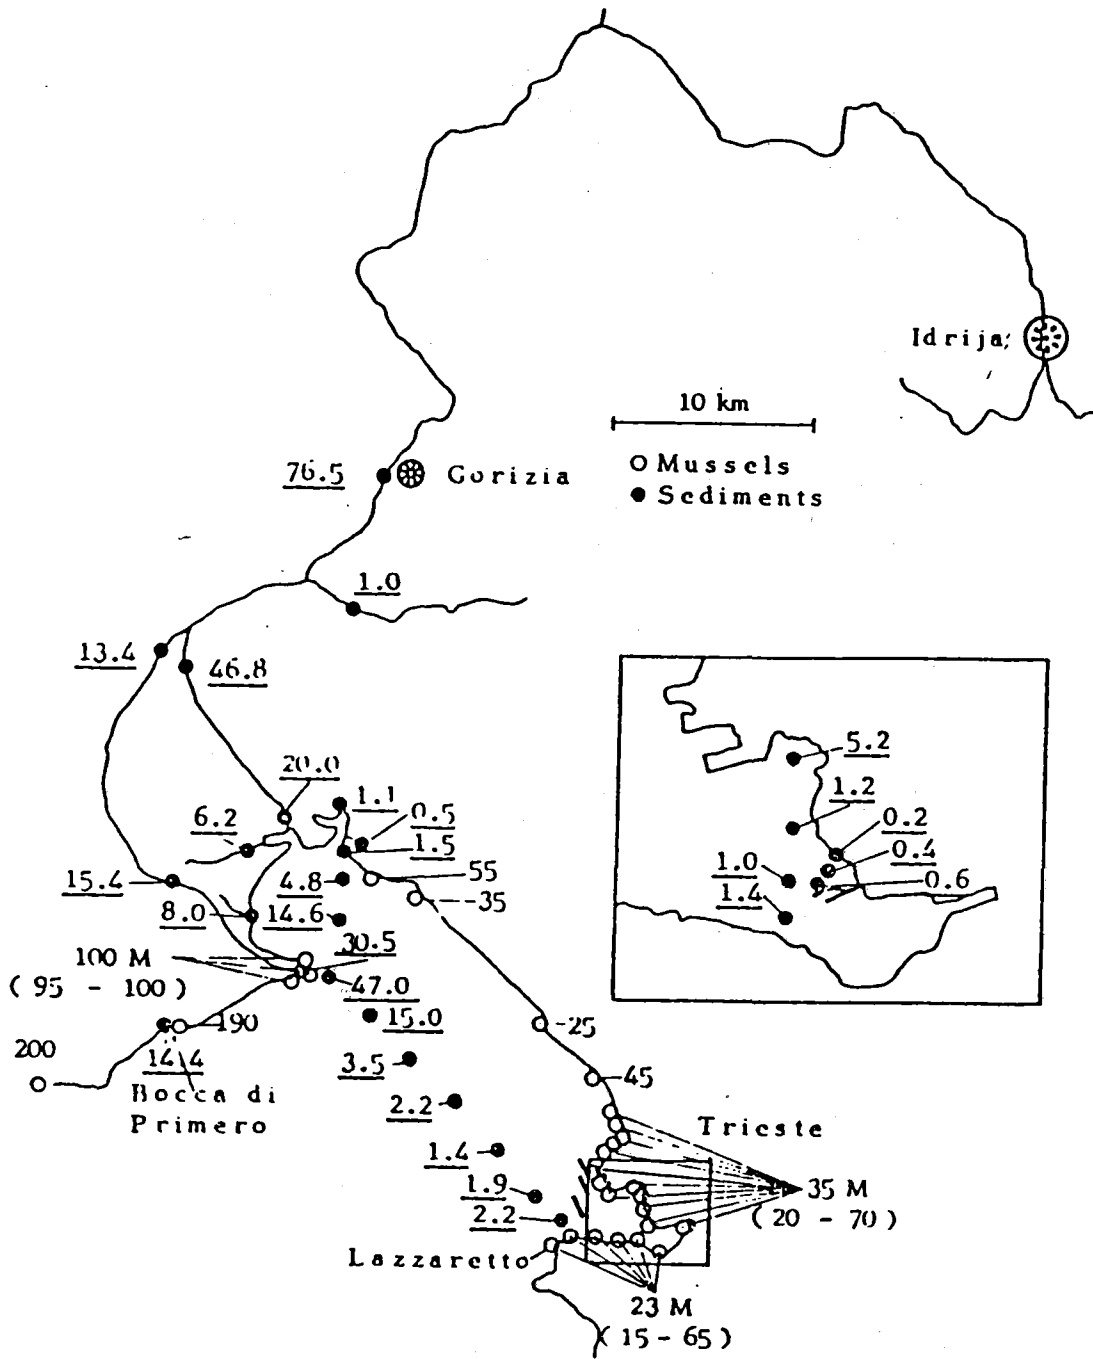 Idrija
10 km
O Mussels
● Sediments
76.5
Gorizia
1.0
13.4
46.8
20.0
1.1
0.5
6.2
1.5
55
15.4
4.8
-35
8.0
14.6
30.5
100 M
(95 - 100)
47.0
15.0
190
-25
200
14.4
3.5
45
Bocca di
Primero
2.2
Trieste
1.4
1.9
35 M
(20 - 70)
2.2
Lazzaretto
23 M
(15 - 65)
5.2
1.2
0.2
0.4
1.0
0.6
1.4